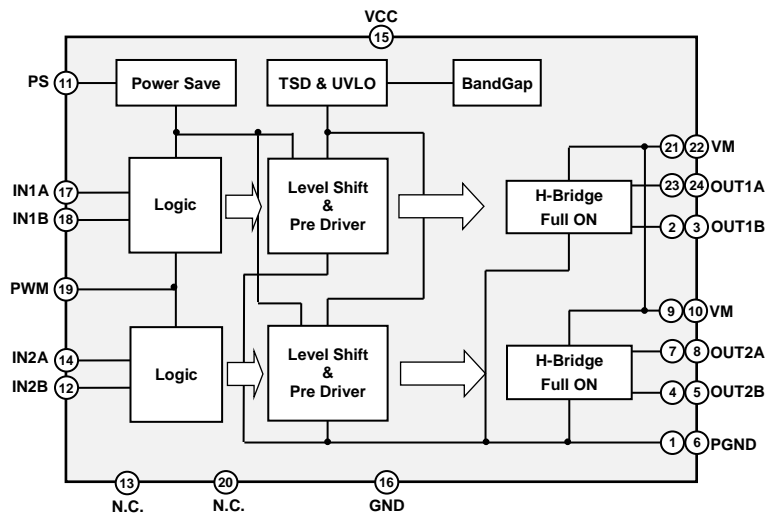 VCC
15
PS 11 Power Save TSD & UVLO BandGap
21 22 VM
IN1A 17
Logic
Level Shift
&
Pre Driver
H-Bridge
Full ON
23 24 OUT1A
IN1B 18
2 3 OUT1B
PWM 19
9 10 VM
IN2A 14
Logic
Level Shift
&
Pre Driver
H-Bridge
Full ON
7 8 OUT2A
IN2B 12
4 5 OUT2B
1 6 PGND
13 20 16
N.C. N.C. GND